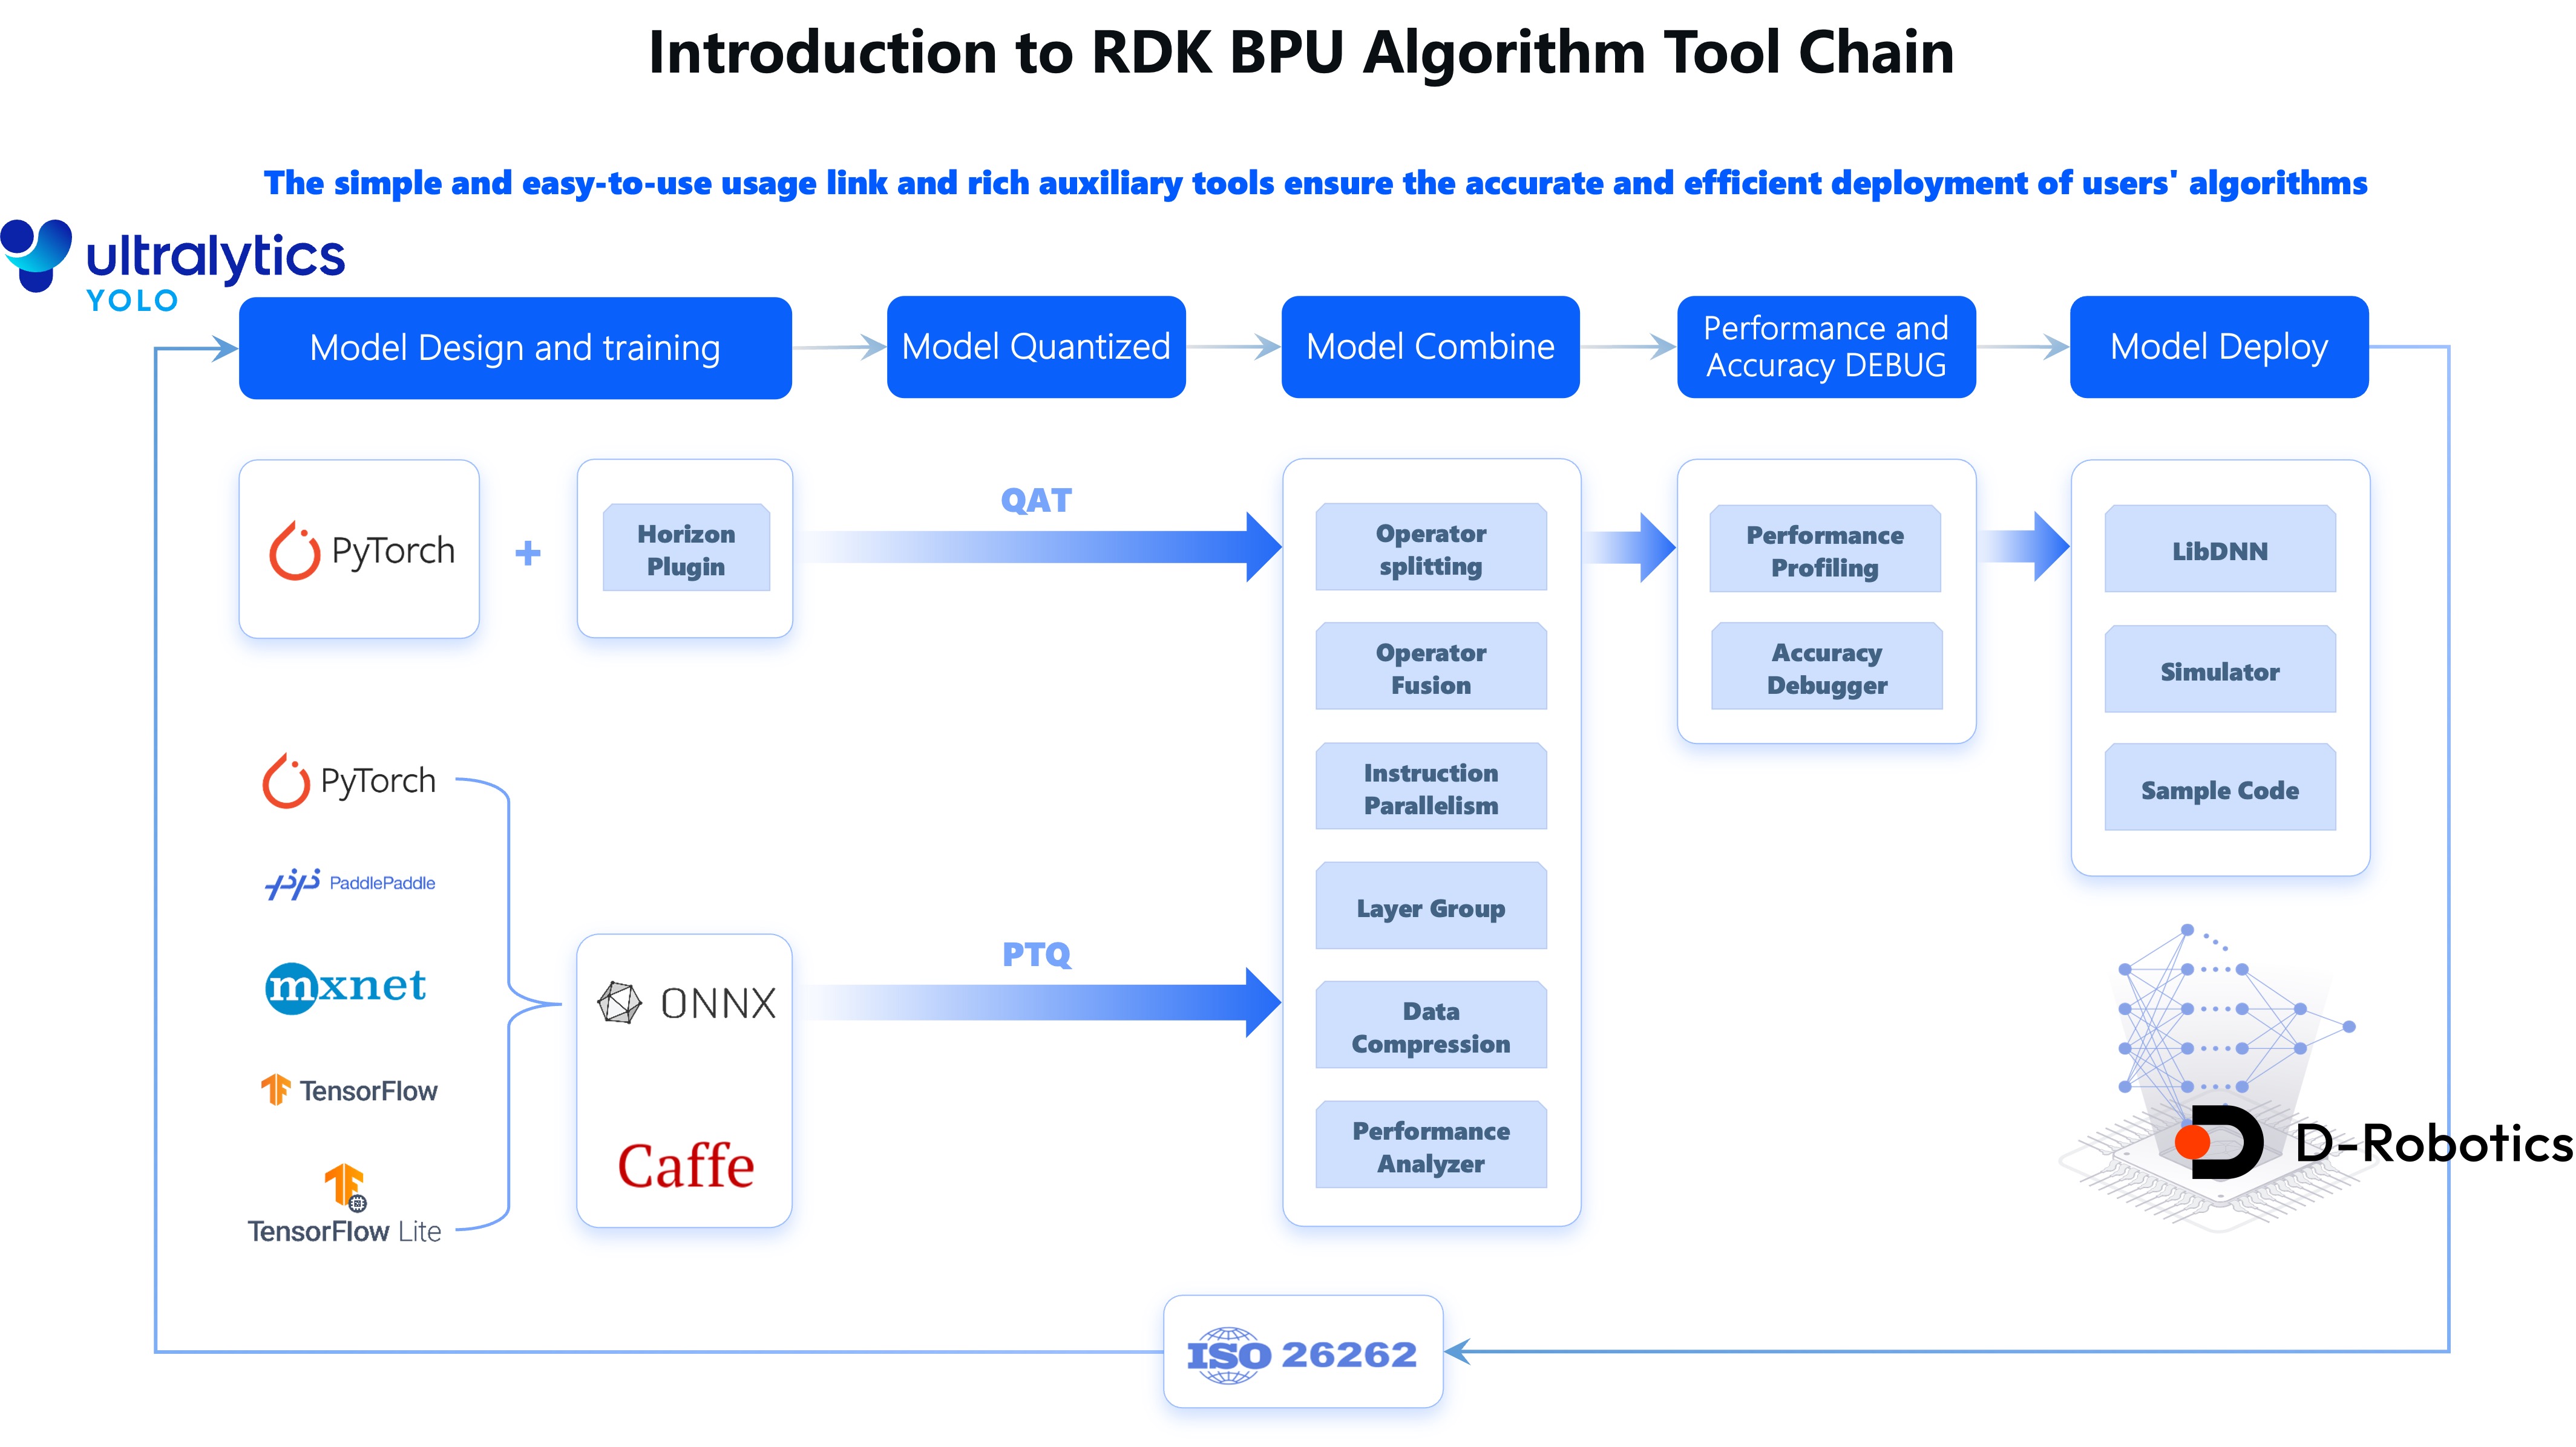 Introduction to RDK BPU Algorithm Tool Chain
The simple and easy-to-use usage link and rich auxiliary tools ensure the accurate and efficient deployment of users' algorithms
ultralytics
YOLO
Model Design and training
Model Quantized
Model Combine
Performance and
Accuracy DEBUG
Model Deploy
PyTorch
+
Horizon
Plugin
QAT
Operator
splitting
Operator
Fusion
Instruction
Parallelism
Layer Group
Data
Compression
Performance
Analyzer
Performance
Profiling
Accuracy
Debugger
LibDNN
Simulator
Sample Code
PyTorch
PaddlePaddle
mxnet
TensorFlow
TensorFlow Lite
ONNX
Caffe
PTQ
D-Robotics
ISO 26262